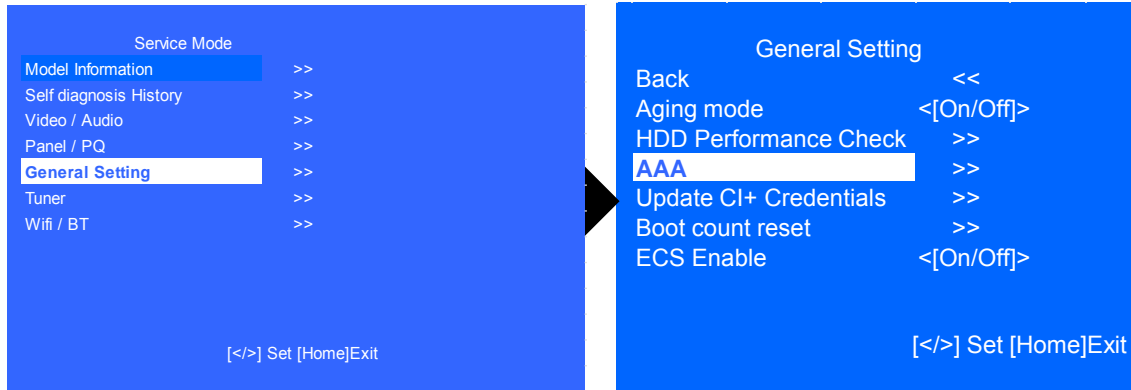 Service Mode
Model Information >>
Self diagnosis History >>
Video / Audio >>
Panel / PQ >>
General Setting >>
Tuner >>
Wifi / BT >>
[</>] Set [Home]Exit
General Setting
Back <<
Aging mode <[On/Off]>
HDD Performance Check >>
AAA >>
Update CI+ Credentials >>
Boot count reset >>
ECS Enable <[On/Off]>
[</>] Set [Home]Exit